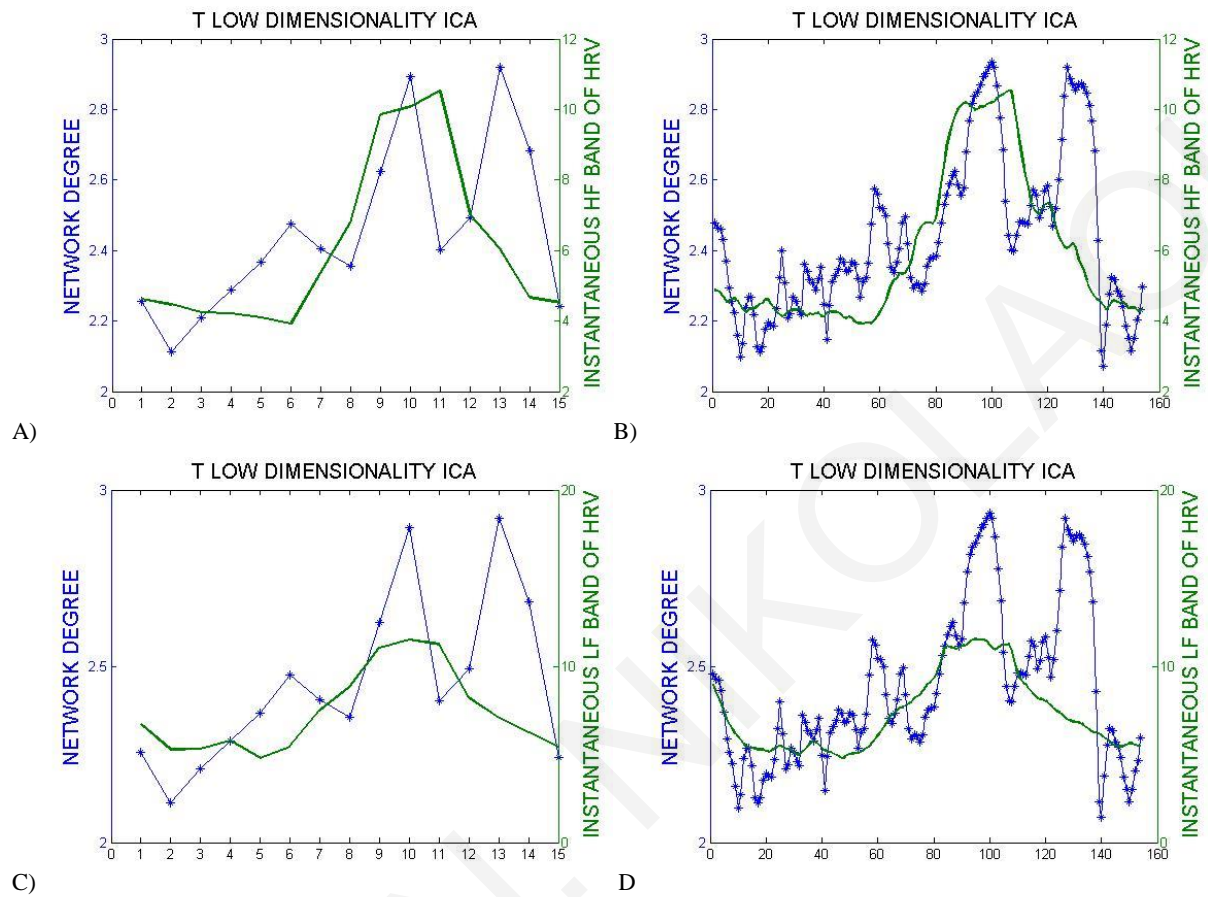 T LOW DIMENSIONALITY ICA
NETWORK DEGREE
3
2.8
2.6
2.4
2.2
2
12
10
8
6
4
2
INSTANTANEOUS HF BAND OF HRV
0 1 2 3 4 5 6 7 8 9 10 11 12 13 14 15
A)
T LOW DIMENSIONALITY ICA
NETWORK DEGREE
3
2.8
2.6
2.4
2.2
2
12
10
8
6
4
2
INSTANTANEOUS HF BAND OF HRV
0 20 40 60 80 100 120 140 160
B)
T LOW DIMENSIONALITY ICA
NETWORK DEGREE
3
2.5
2
20
10
0
INSTANTANEOUS LF BAND OF HRV
0 1 2 3 4 5 6 7 8 9 10 11 12 13 14 15
C)
T LOW DIMENSIONALITY ICA
NETWORK DEGREE
3
2.5
2
20
10
0
INSTANTANEOUS LF BAND OF HRV
0 20 40 60 80 100 120 140 160
D